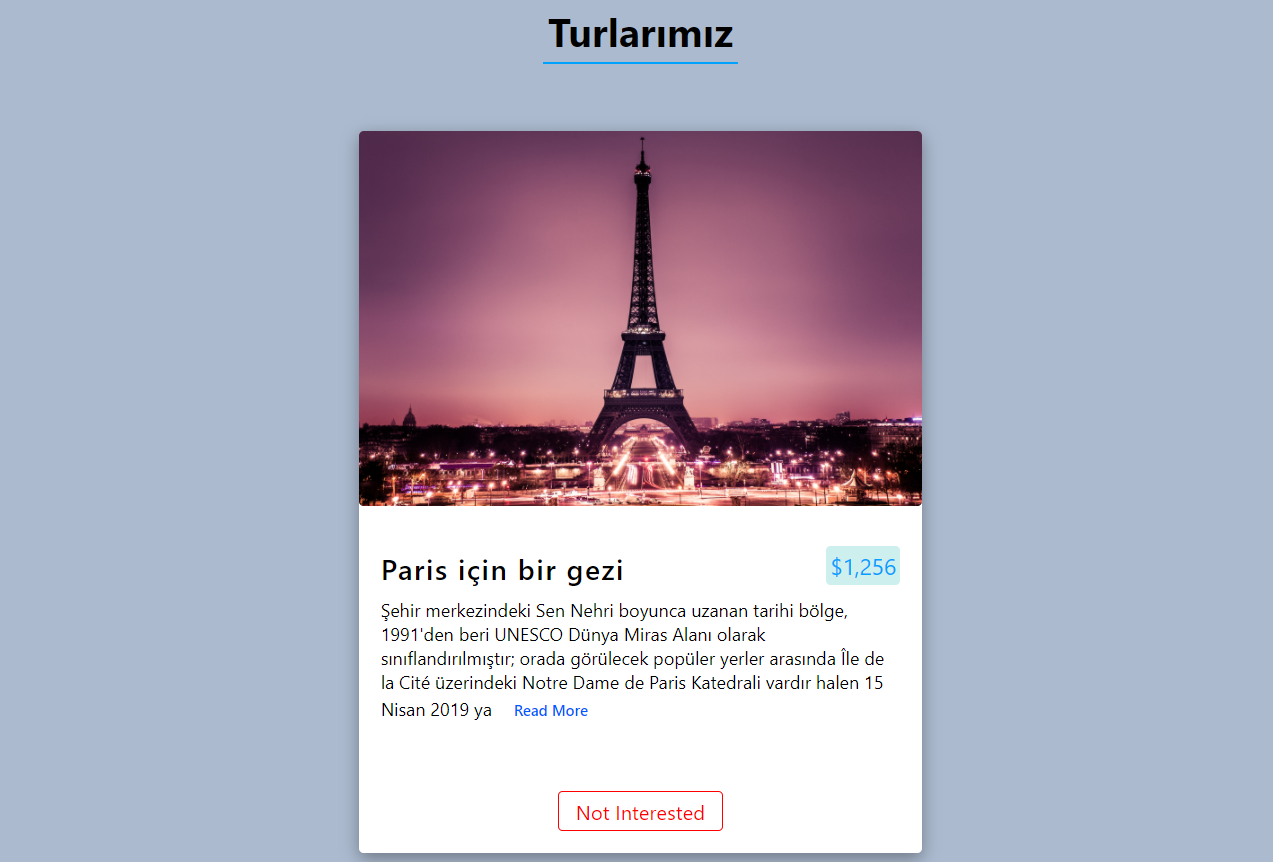 Turlarımız
Paris için bir gezi
$1,256
Şehir merkezindeki Sen Nehri boyunca uzanan tarihi bölge,
1991'den beri UNESCO Dünya Miras Alanı olarak
sınıflandırılmıştır; orada görülecek popüler yerler arasında Île de
la Cité üzerindeki Notre Dame de Paris Katedrali vardır halen 15
Nisan 2019 ya Read More
Not Interested